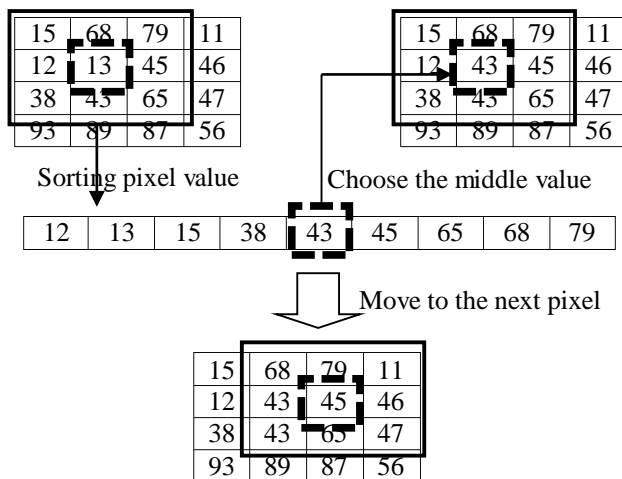 15 68 79 11
12 13 45 46
38 43 65 47
93 89 87 56
15 68 79 11
12 43 45 46
38 43 65 47
93 89 87 56
Sorting pixel value
Choose the middle value
12 13 15 38 43 45 65 68 79
Move to the next pixel
15 68 79 11
12 43 45 46
38 43 65 47
93 89 87 56